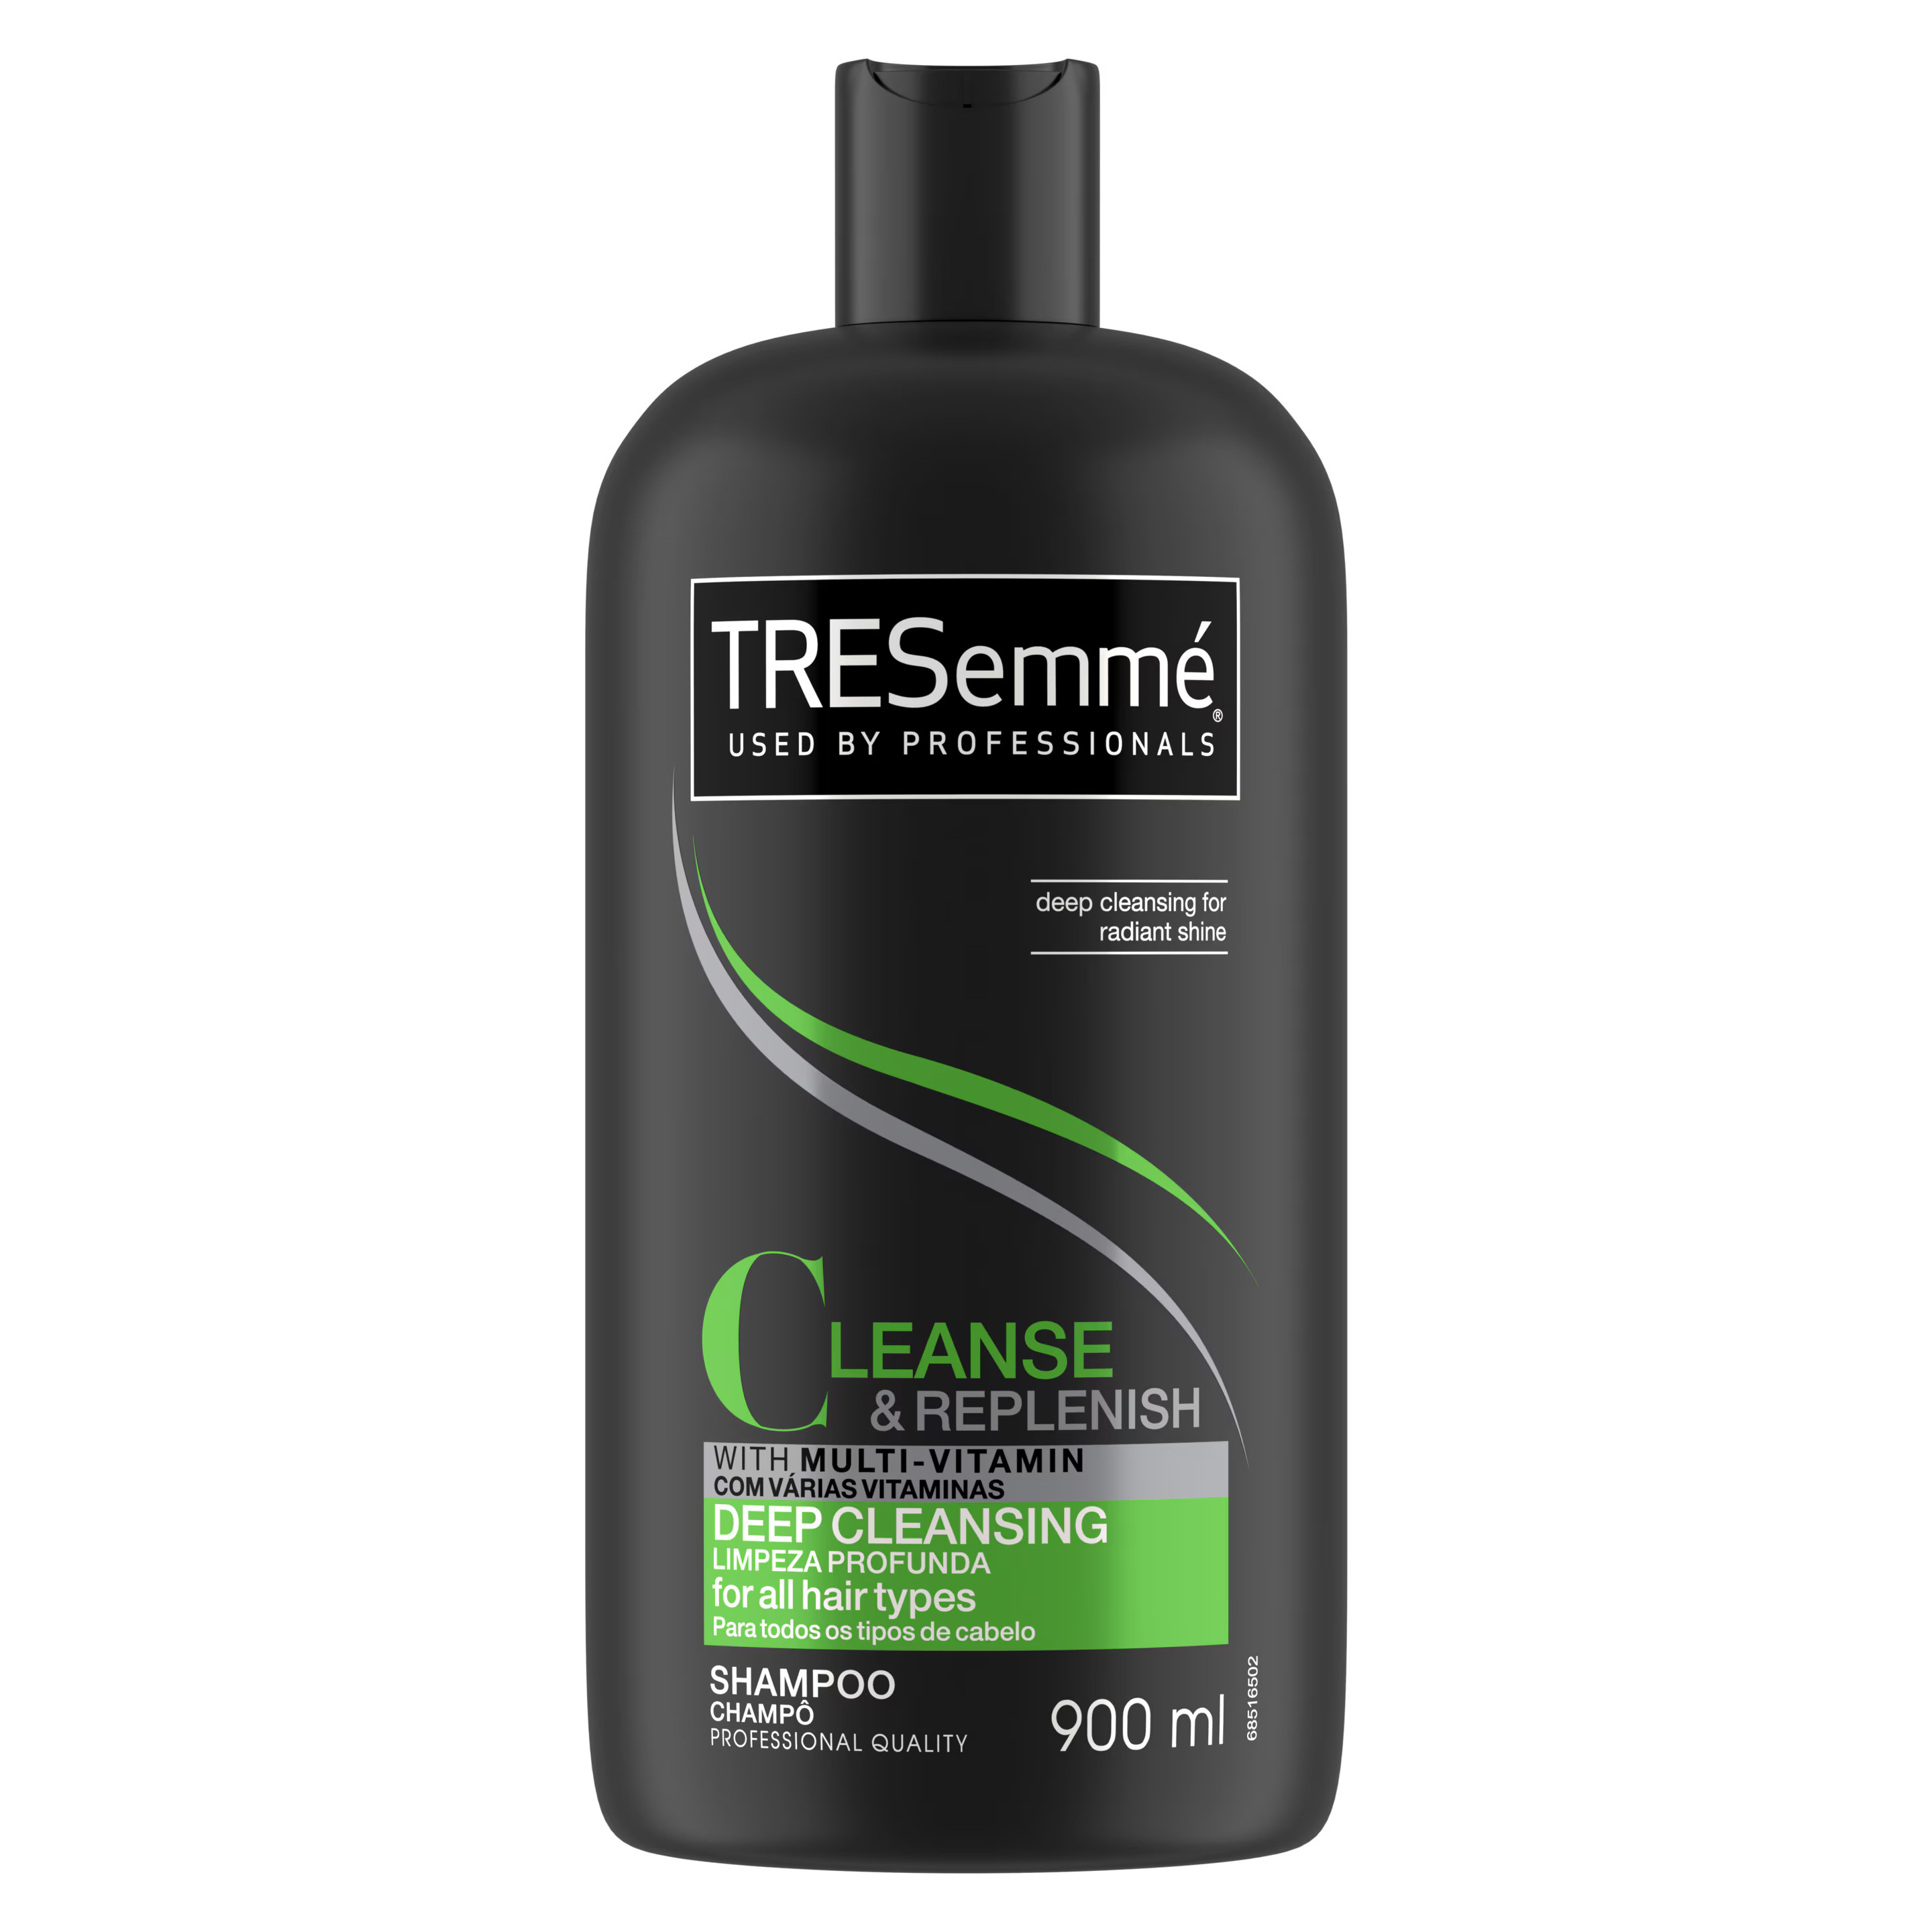 TRESemmé®
USED BY PROFESSIONALS
deep cleansing for
radiant shine
CLEANSE
& REPLENISH
WITH MULTI-VITAMIN
COM VÁRIAS VITAMINAS
DEEP CLEANSING
LIMPEZA PROFUNDA
for all hair types
Para todos os tipos de cabelo
SHAMPOO
CHAMPÔ
PROFESSIONAL QUALITY
900 ml
68516502